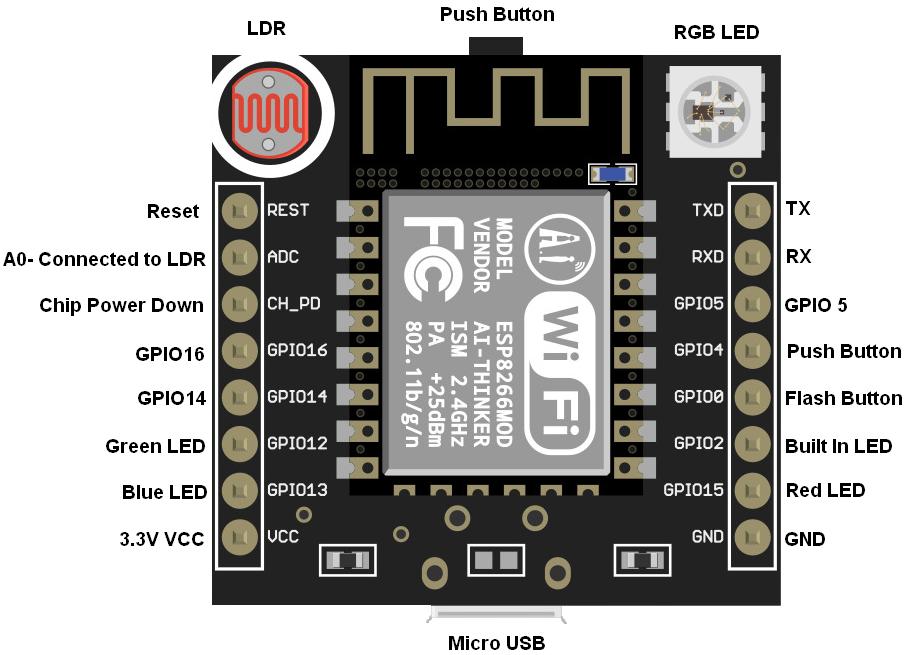 LDR
Push Button
RGB LED
Reset
REST
TXD
TX
A0- Connected to LDR
ADC
RXD
RX
Chip Power Down
CH_PD
GPIO5
GPIO 5
GPIO16
GPIO16
GPIO4
Push Button
GPIO14
GPIO14
GPIO0
Flash Button
Green LED
GPIO12
GPIO2
Built In LED
Blue LED
GPIO13
GPIO15
Red LED
3.3V VCC
VCC
GND
GND
A.I.
WiFi
MODEL
VENDOR
FC
ESP8266MOD
AI-THINKER
ISM 2.4GHz
PA +25dBm
802.11b/g/n
Micro USB